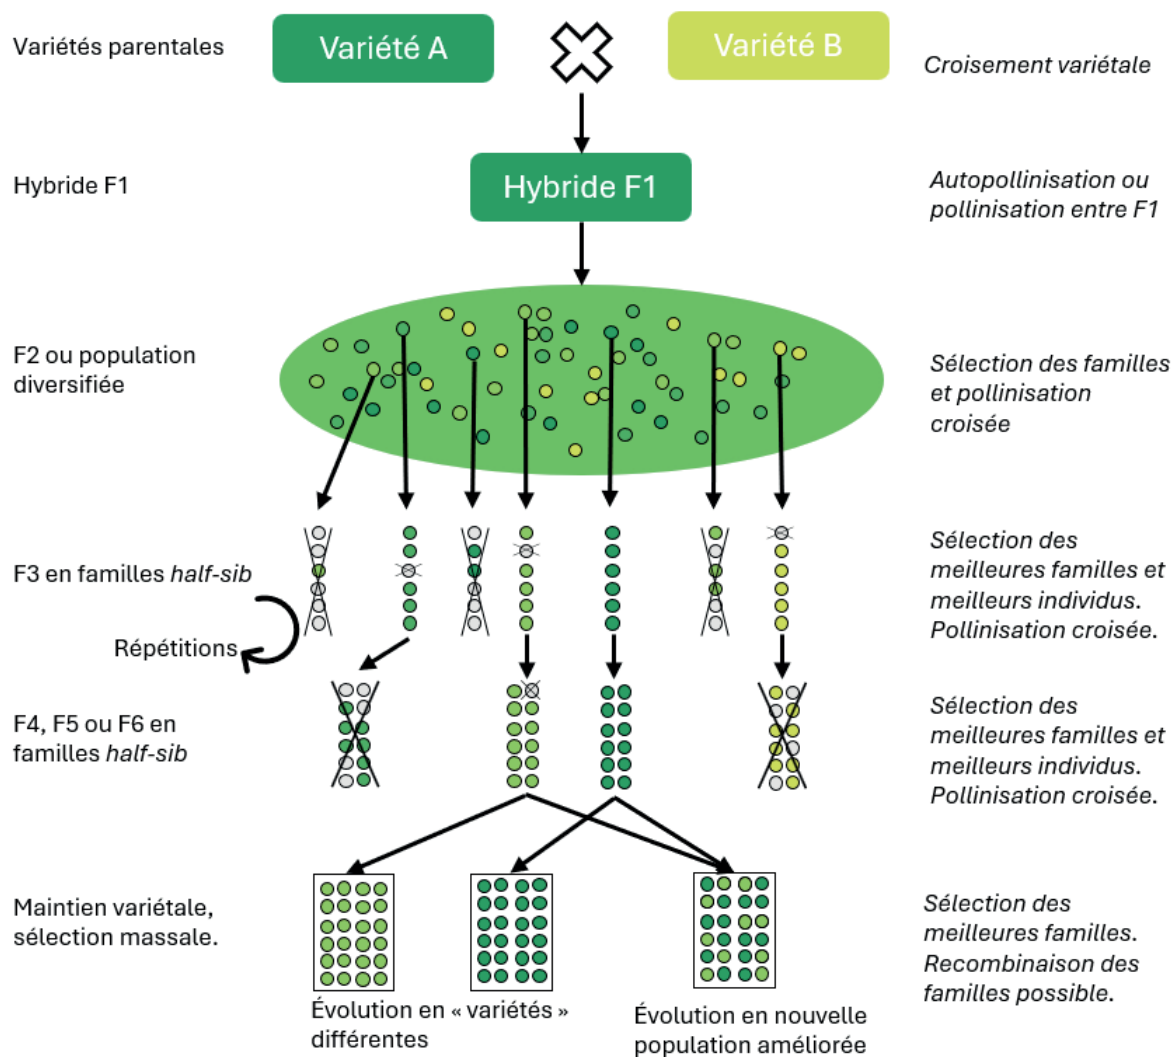 Variétés parentales
Variété A
Variété B
Croisement variétale
Hybride F1
Hybride F1
Autopollinisation ou
pollinisation entre F1
F2 ou population
diversifiée
Sélection des familles
et pollinisation
croisée
F3 en familles half-sib
Répétitions
Sélection des
meilleures familles et
meilleurs individus.
Pollinisation croisée.
F4, F5 ou F6 en
familles half-sib
Sélection des
meilleures familles et
meilleurs individus.
Pollinisation croisée.
Maintien variétale,
sélection massale.
Sélection des
meilleures familles.
Recombinaison des
familles possible.
Évolution en « variétés »
différentes
Évolution en nouvelle
population améliorée